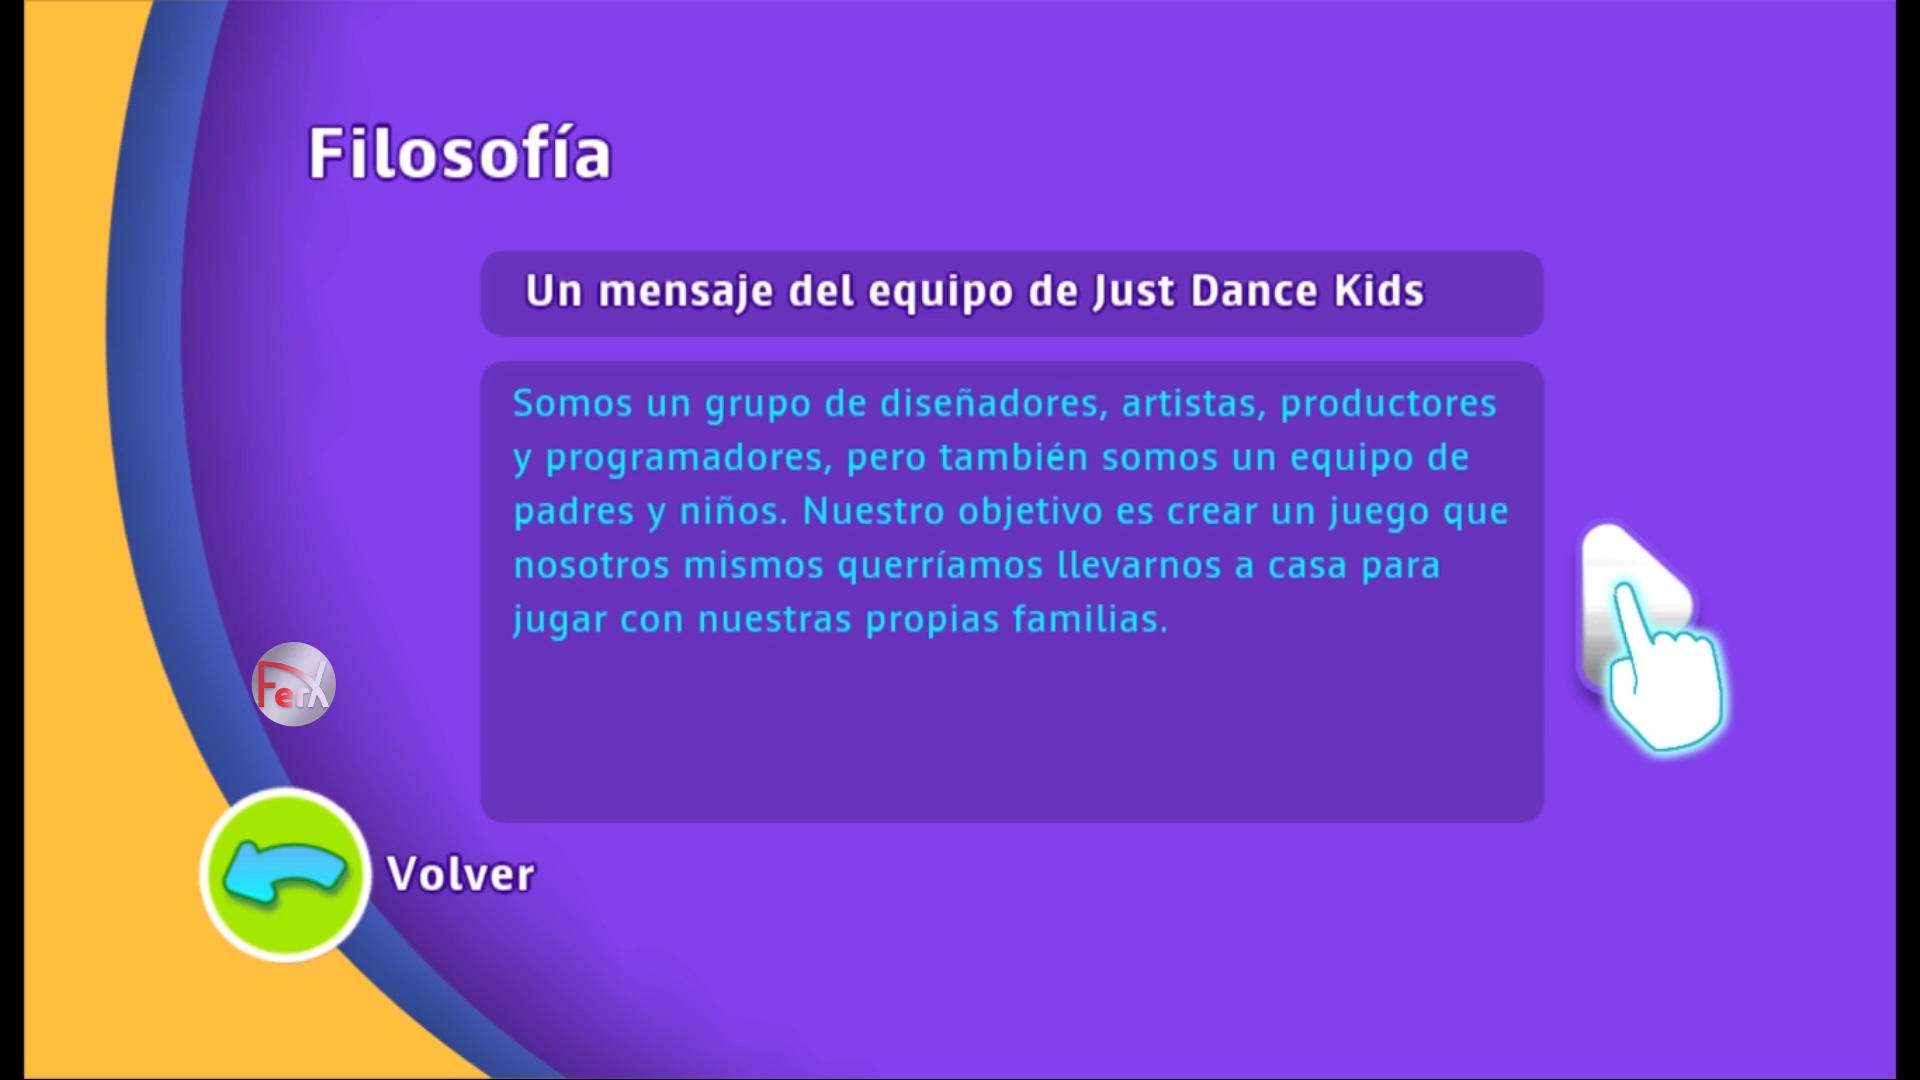 Filosofía
Un mensaje del equipo de Just Dance Kids
Somos un grupo de diseñadores, artistas, productores
y programadores, pero también somos un equipo de
padres y niños. Nuestro objetivo es crear un juego que
nosotros mismos querríamos llevarnos a casa para
jugar con nuestras propias familias.
FerX
Volver